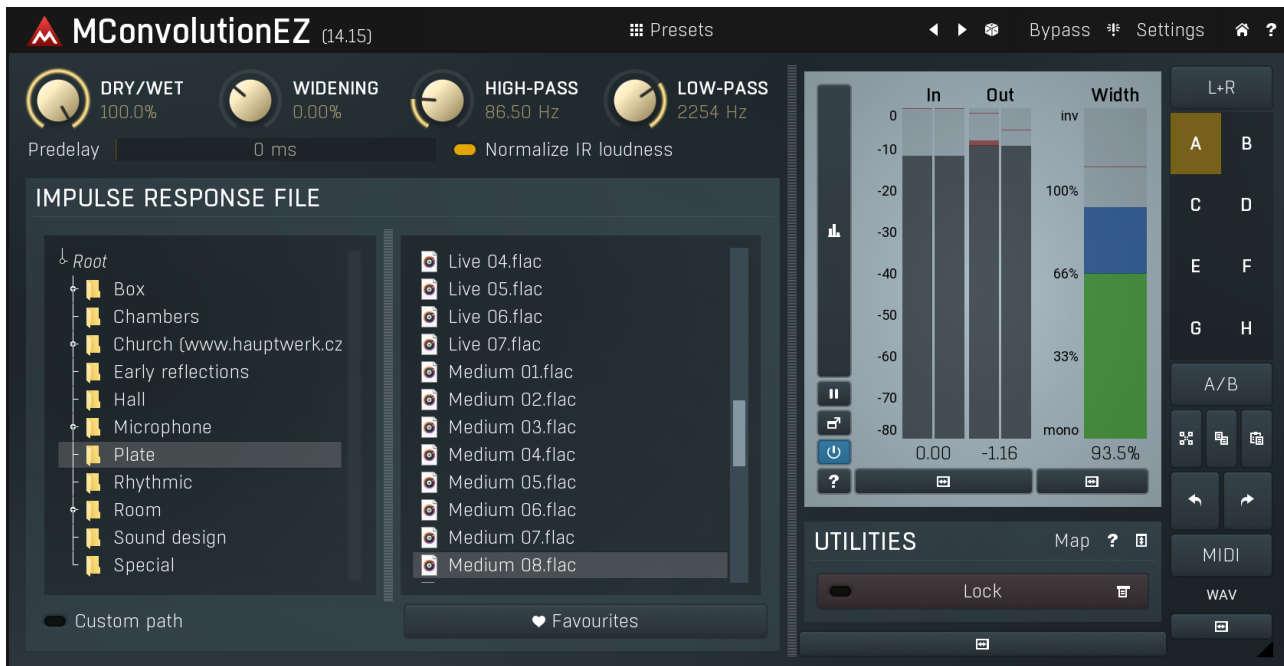 MConvolutionEZ (14.15)
Presets
Bypass
Settings
?
DRY/WET
100.0%
WIDENING
0.00%
HIGH-PASS
86.50 Hz
LOW-PASS
2254 Hz
Predelay
0 ms
Normalize IR loudness
IMPULSE RESPONSE FILE
Root
Box
Chambers
Church (www.hauptwerk.cz
Early reflections
Hall
Microphone
Plate
Rhythmic
Room
Sound design
Special
Custom path
Live 04.flac
Live 05.flac
Live 06.flac
Live 07.flac
Medium 01.flac
Medium 02.flac
Medium 03.flac
Medium 04.flac
Medium 05.flac
Medium 06.flac
Medium 07.flac
Medium 08.flac
Favourites
In Out Width
0
-10
-20
-30
-40
-50
-60
-70
-80
inv
100%
66%
33%
mono
0.00 -1.16 93.5%
?
UTILITIES
Map ?
Lock
L+R
A B
C D
E F
G H
A/B
MIDI
WAV